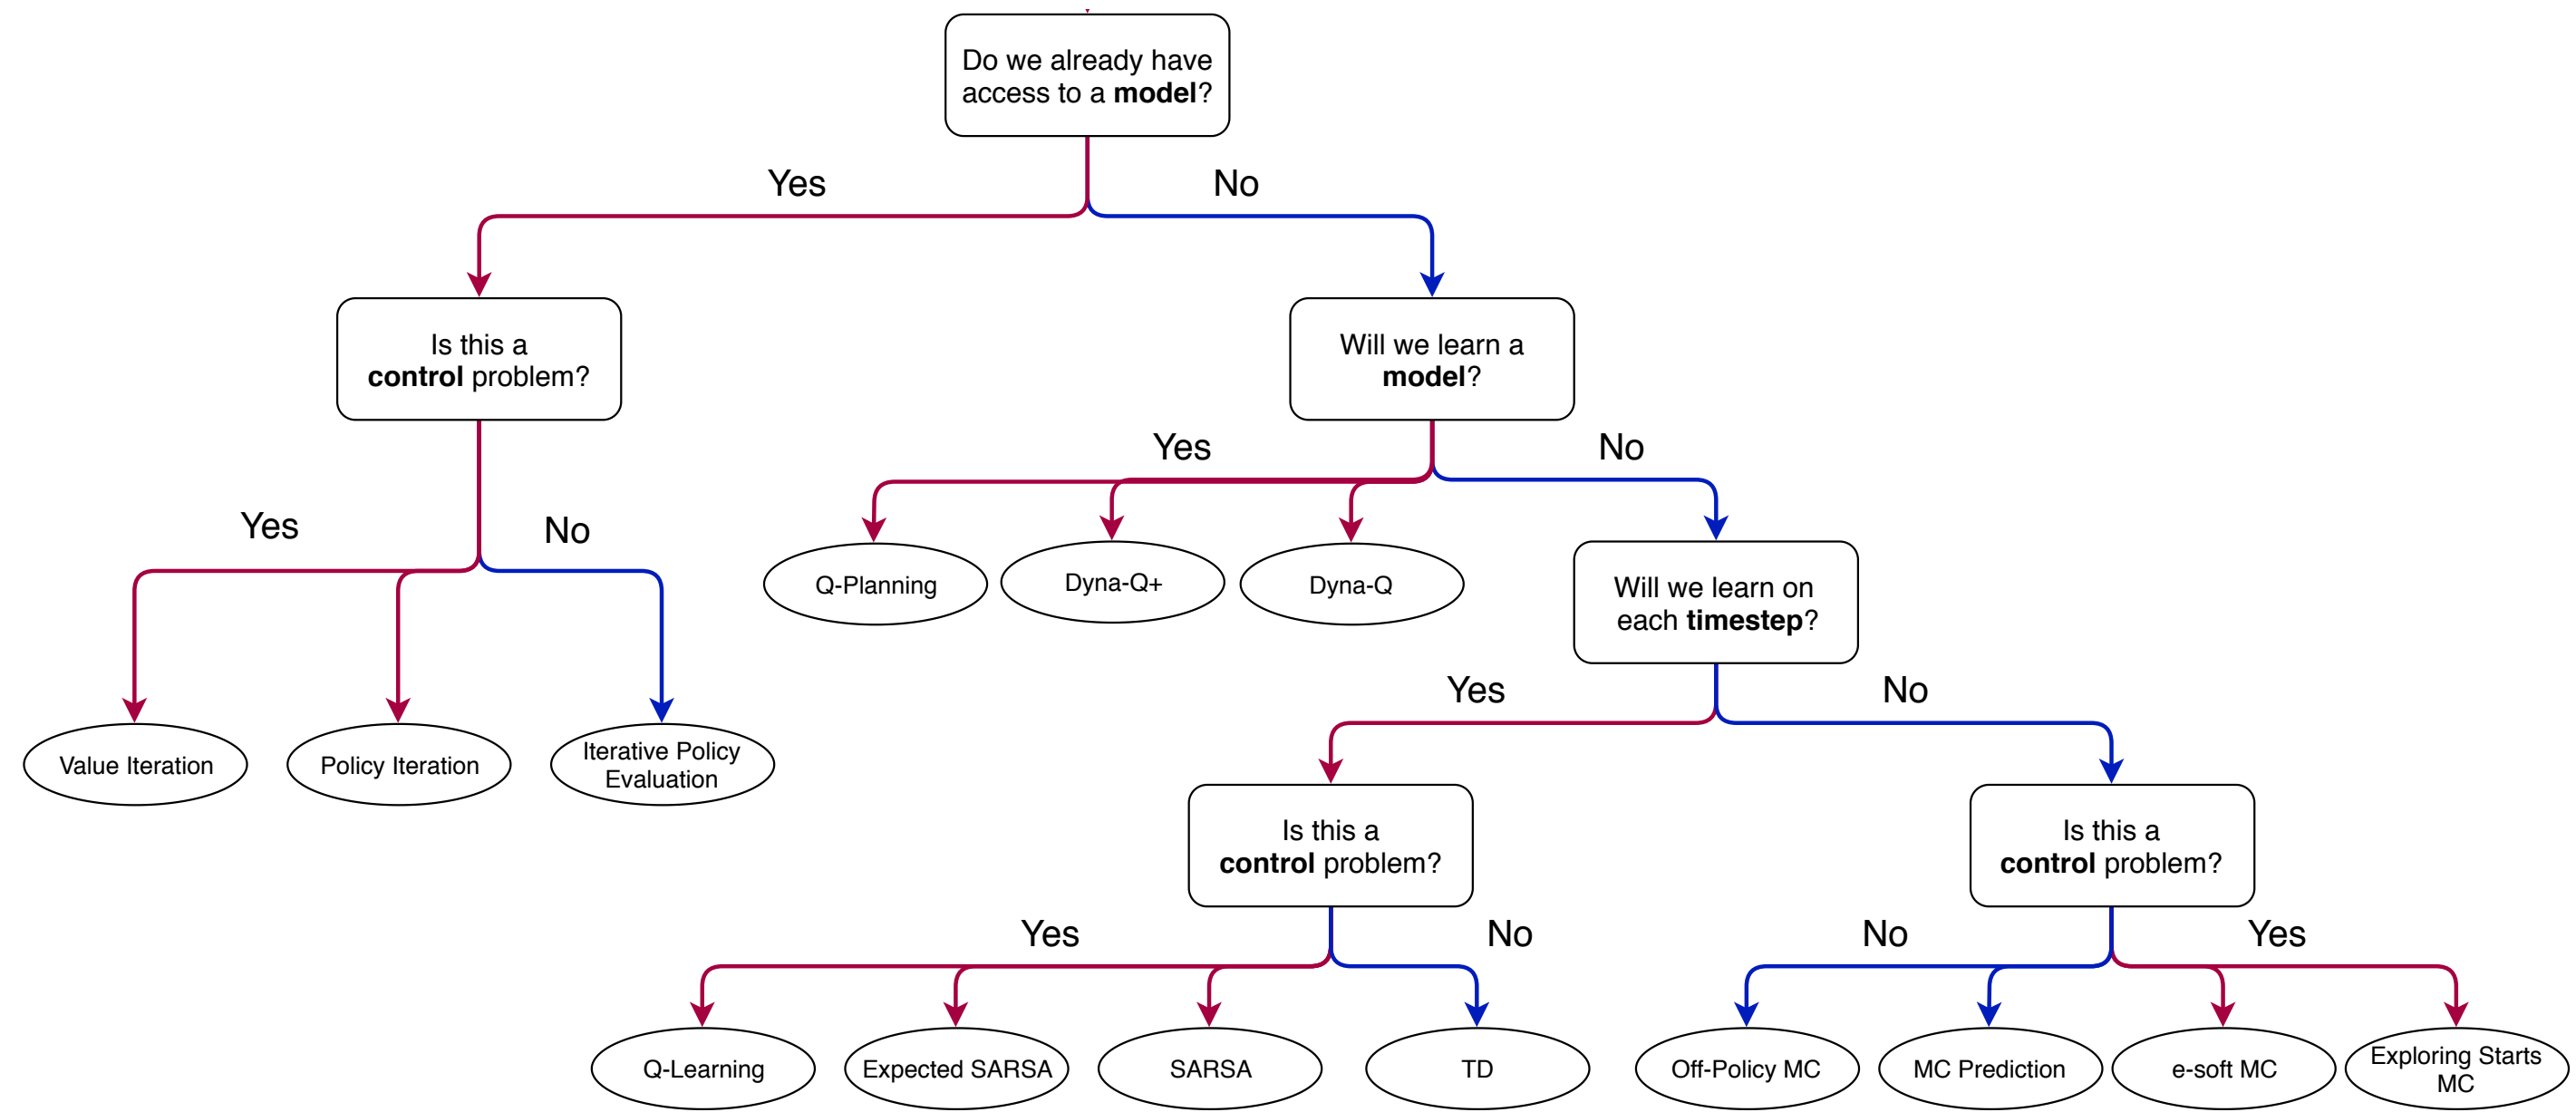 Do we already have
access to a model?
Yes
No
Is this a
control problem?
Will we learn a
model?
Yes
No
Yes
No
Q-Planning
Dyna-Q+
Dyna-Q
Will we learn on
each timestep?
Yes
No
Value Iteration
Policy Iteration
Iterative Policy
Evaluation
Is this a
control problem?
Is this a
control problem?
Yes
No
No
Yes
Q-Learning
Expected SARSA
SARSA
TD
Off-Policy MC
MC Prediction
e-soft MC
Exploring Starts
MC